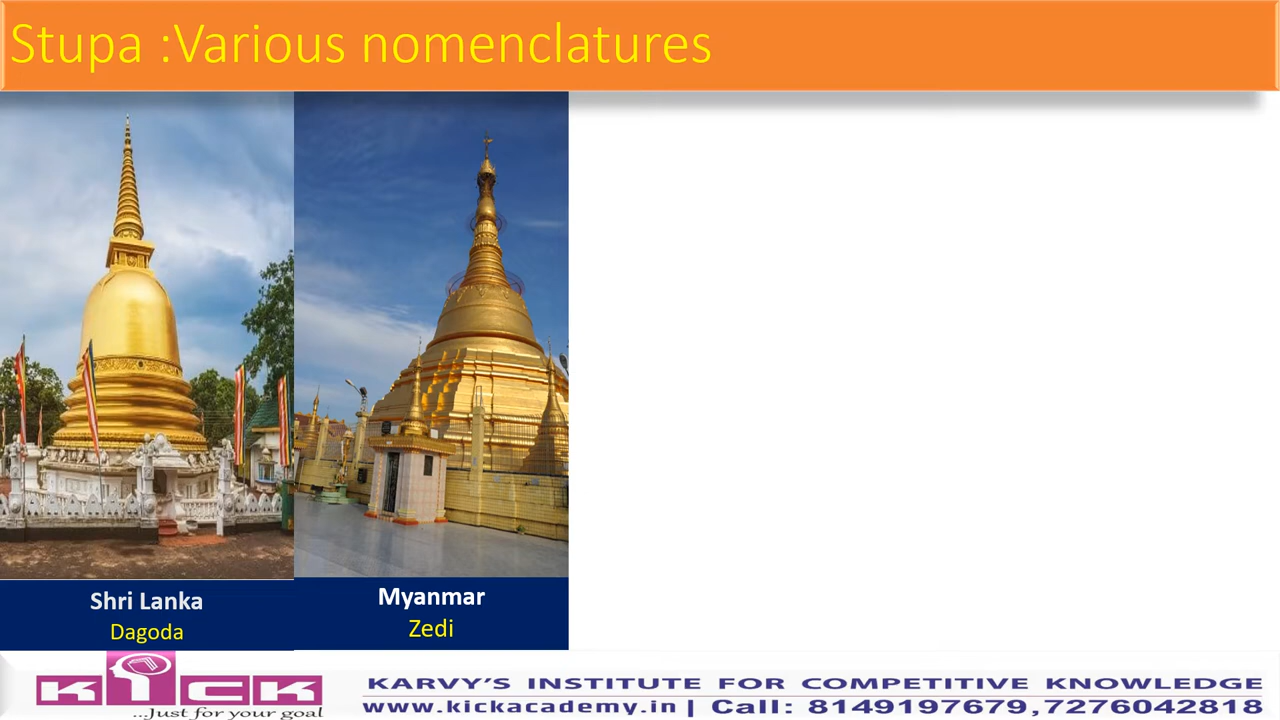 Stupa :Various nomenclatures
Shri Lanka
Dagoda
Myanmar
Zedi
KICK
...Just for your goal
KARVY'S INSTITUTE FOR COMPETITIVE KNOWLEDGE
www.kickacademy.in | Call: 8149197679,7276042818